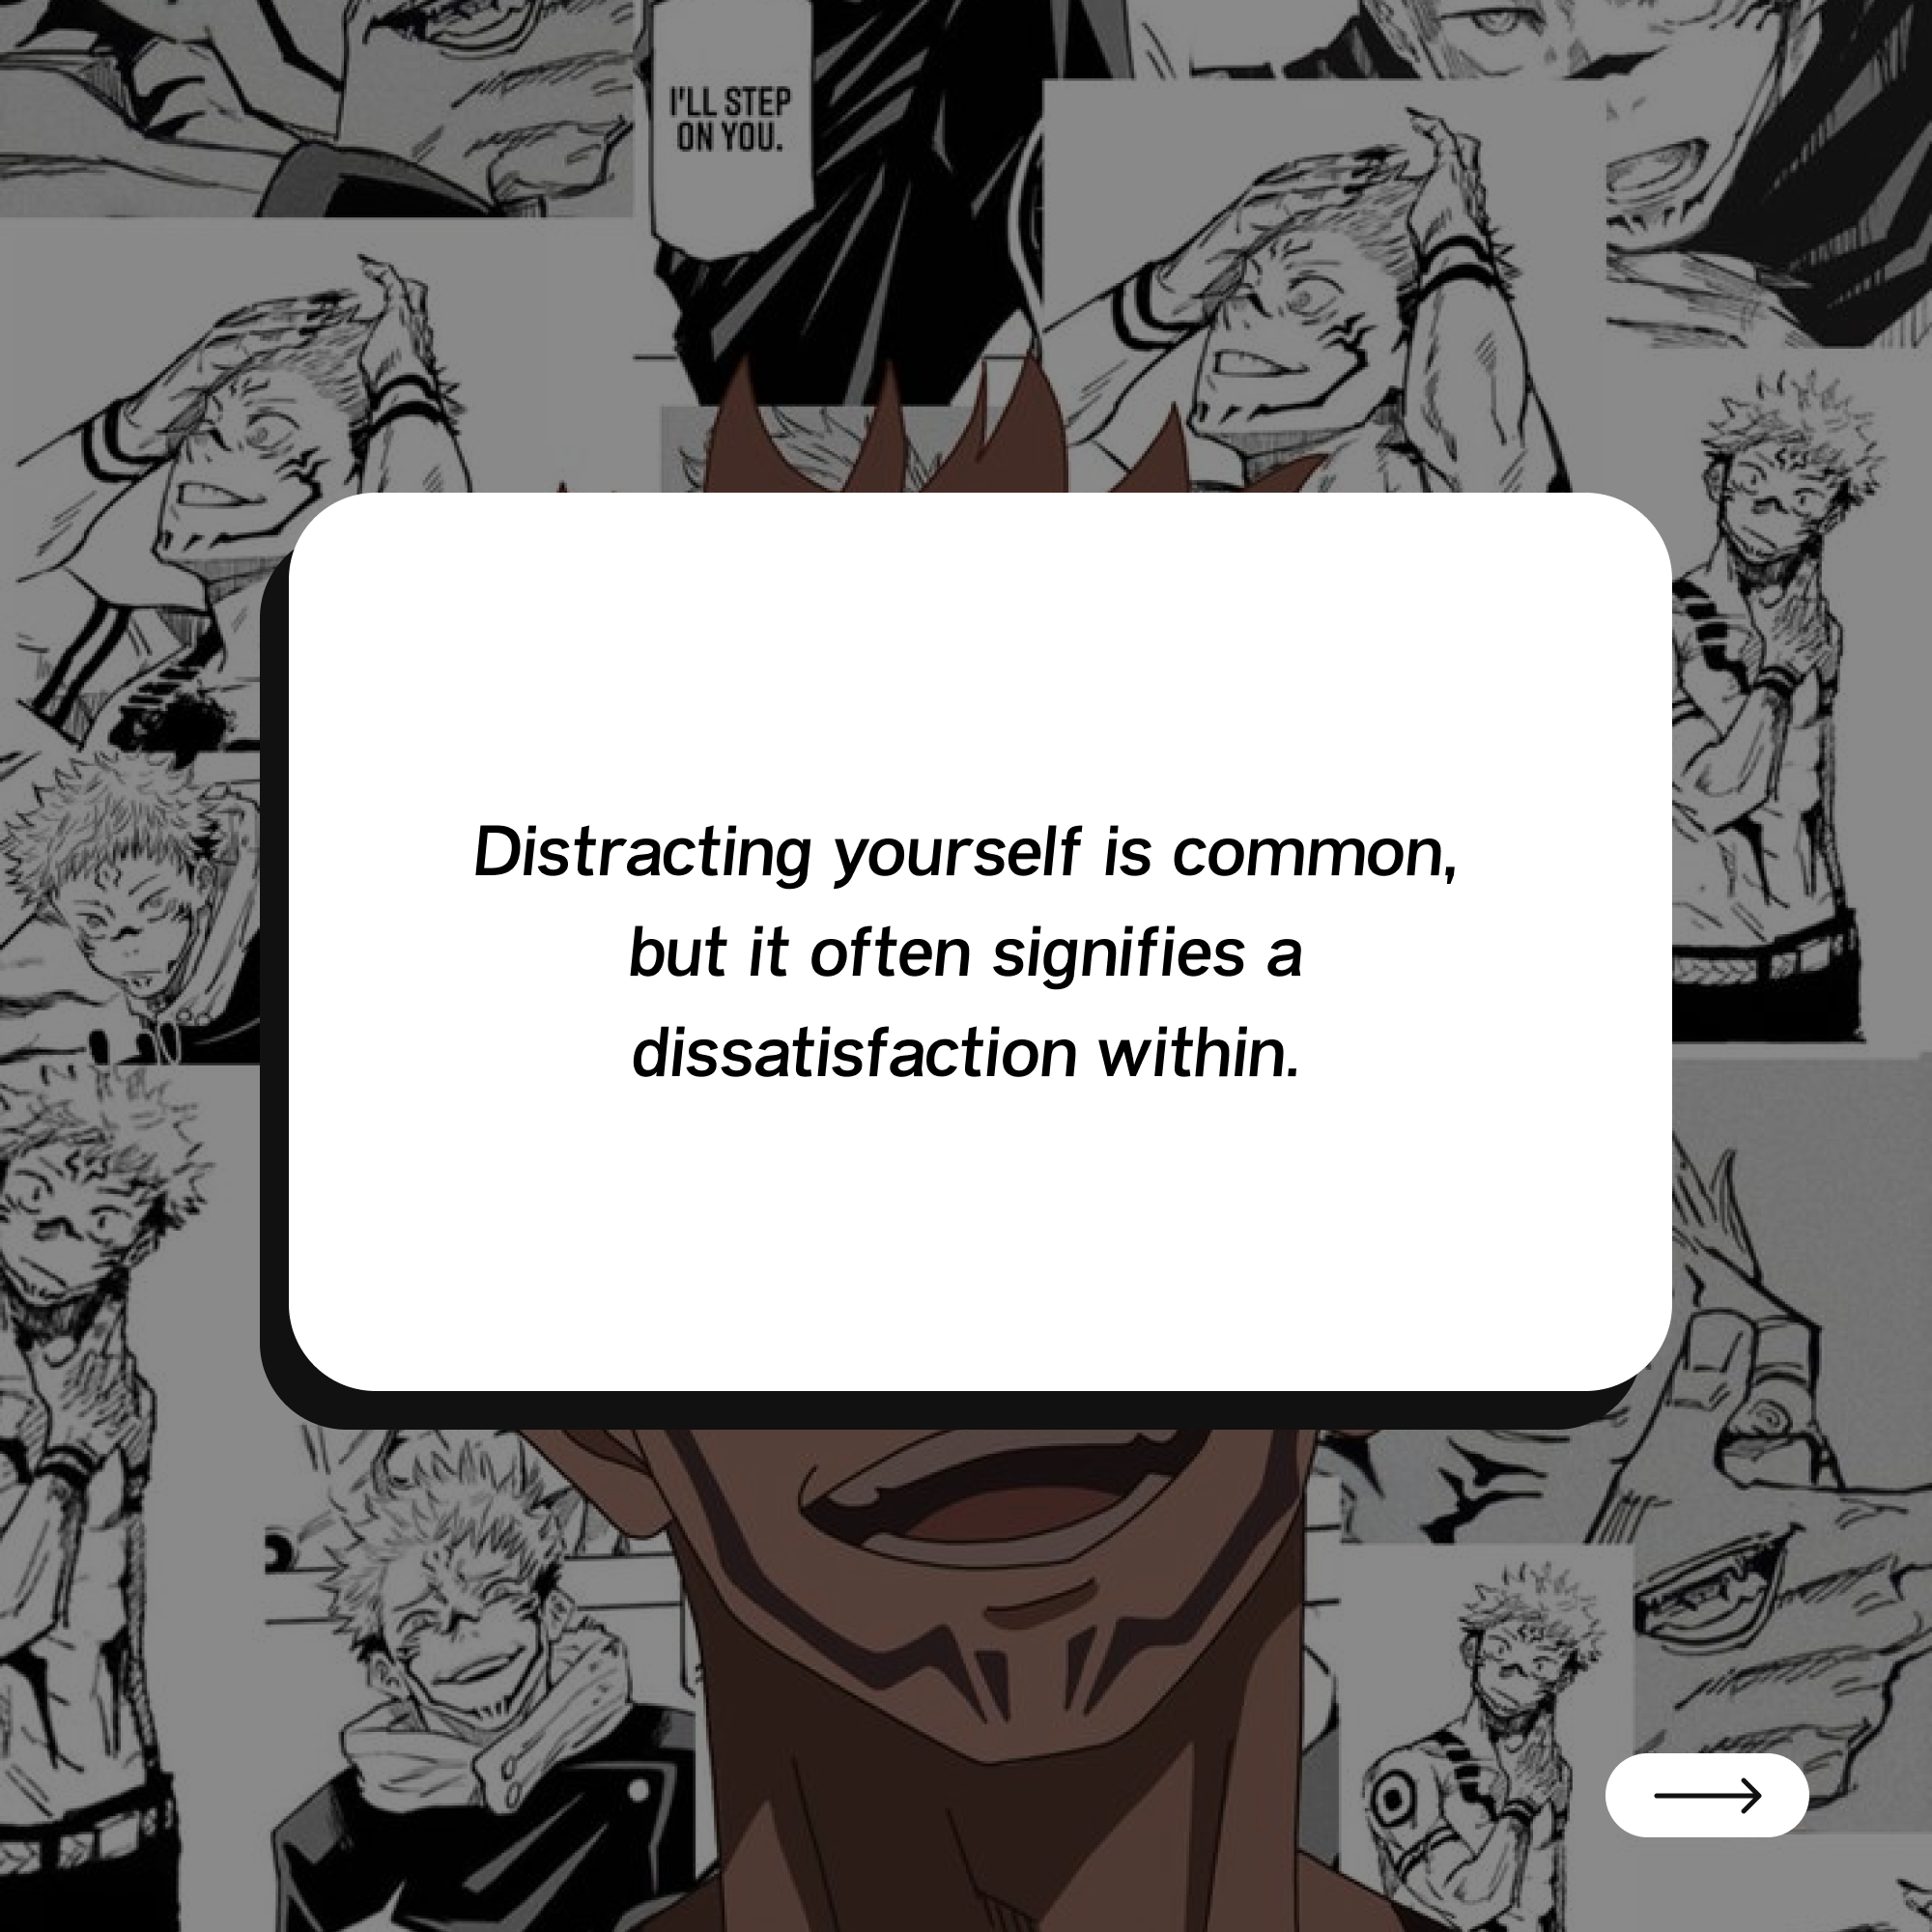 I'LL STEP
ON YOU.
Distracting yourself is common,
but it often signifies a
dissatisfaction within.